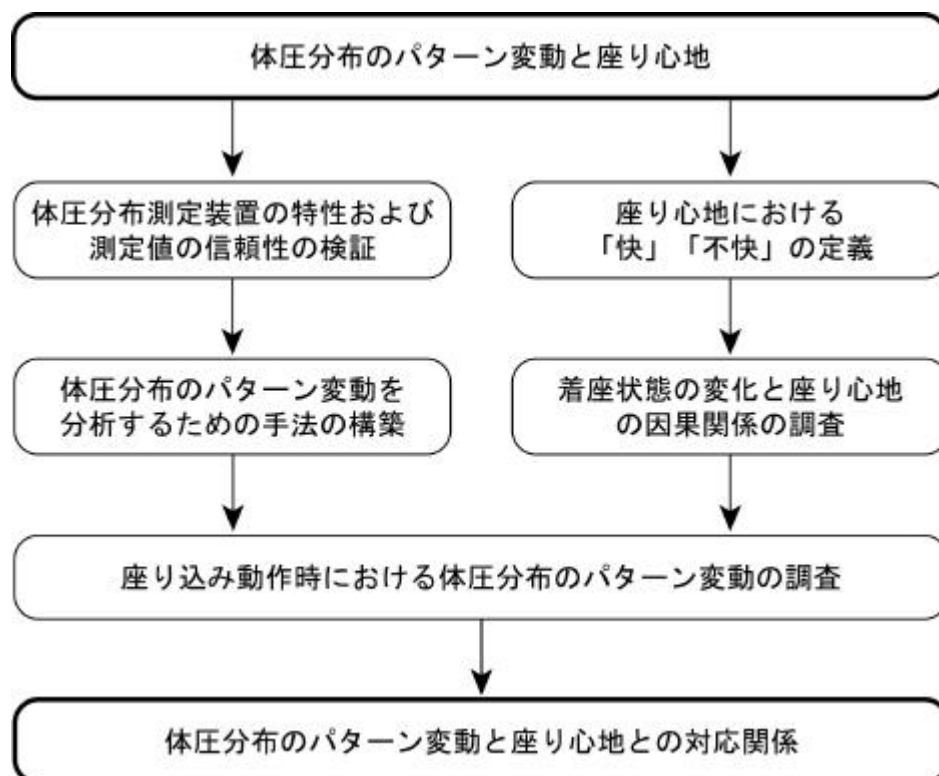 体圧分布のパターン変動と座り心地
体圧分布測定装置の特性および
測定値の信頼性の検証
座り心地における
「快」「不快」の定義
体圧分布のパターン変動を
分析するための手法の構築
着座状態の変化と座り心地
の因果関係の調査
座り込み動作時における体圧分布のパターン変動の調査
体圧分布のパターン変動と座り心地との対応関係